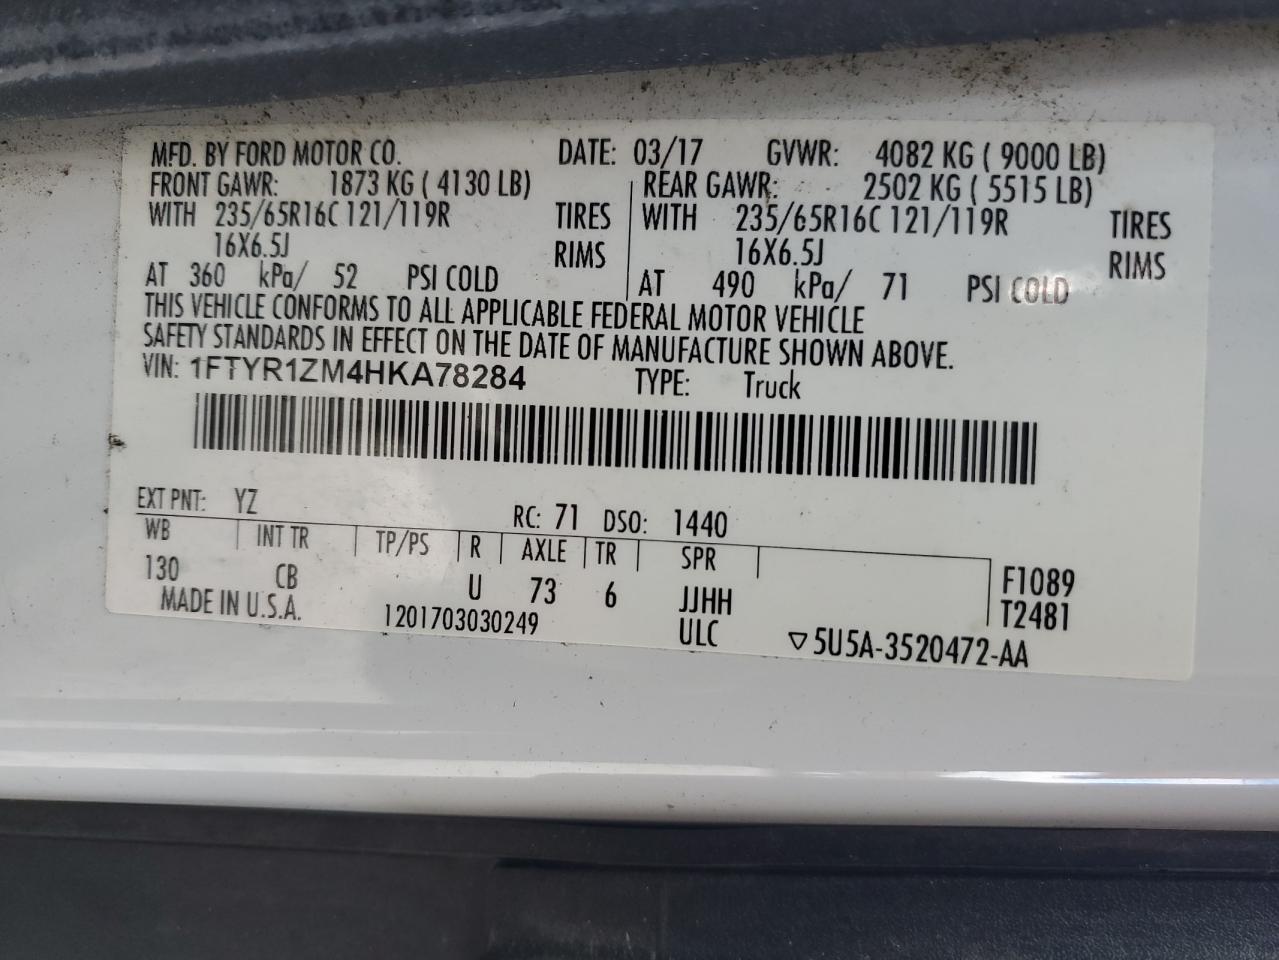 MFD. BY FORD MOTOR CO. DATE: 03/17 GVWR: 4082 KG ( 9000 LB)
FRONT GAWR: 1873 KG ( 4130 LB) REAR GAWR: 2502 KG ( 5515 LB)
WITH 235/65R16C 121/119R TIRES WITH 235/65R16C 121/119R TIRES
16X6.5J RIMS 16X6.5J RIMS
AT 360 kPa/ 52 PSI COLD AT 490 kPa/ 71 PSI COLD
THIS VEHICLE CONFORMS TO ALL APPLICABLE FEDERAL MOTOR VEHICLE
SAFETY STANDARDS IN EFFECT ON THE DATE OF MANUFACTURE SHOWN ABOVE.
VIN: 1FTYR1ZM4HKA78284 TYPE: Truck
EXT PNT: YZ RC: 71 DSO: 1440
WB INT TR TP/PS R AXLE TR SPR
130 CB U 73 6 JJHH F1089
MADE IN U.S.A. 1201703030249 ULC T2481
▽5U5A-3520472-AA